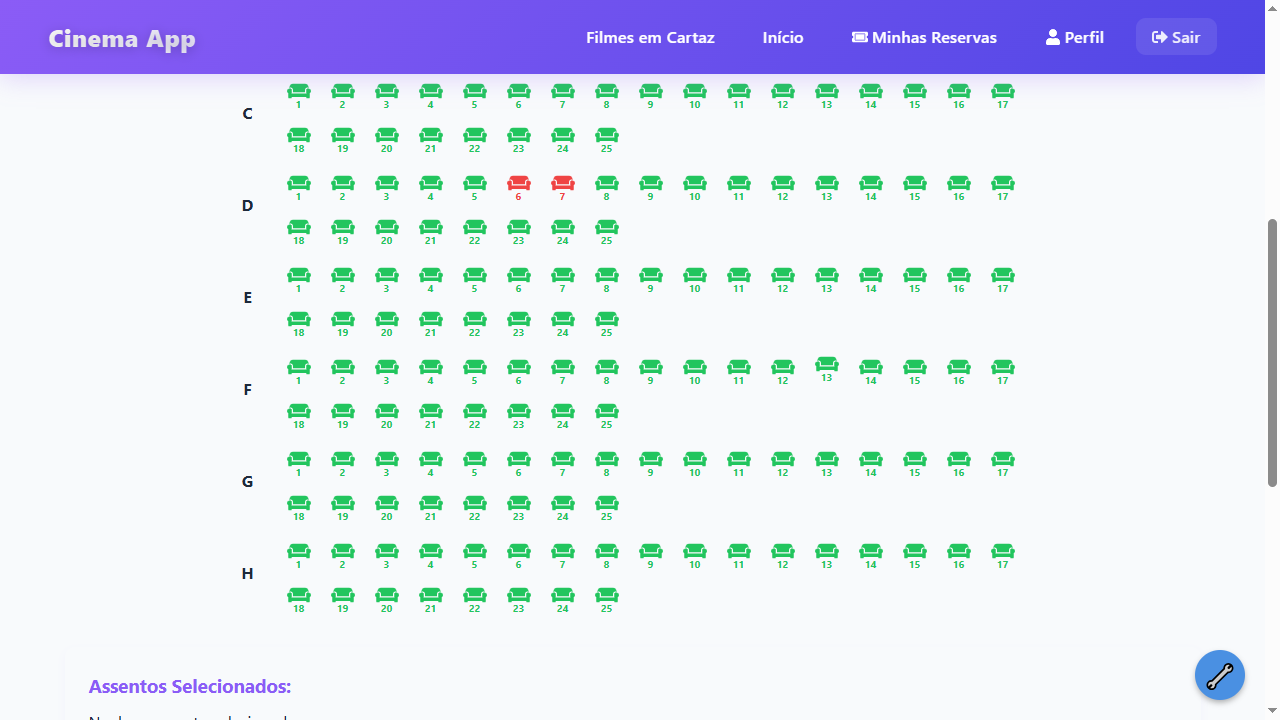 Cinema App
Filmes em Cartaz
Início
Minhas Reservas
Perfil
Sair
C
1 2 3 4 5 6 7 8 9 10 11 12 13 14 15 16 17
18 19 20 21 22 23 24 25
D
1 2 3 4 5 6 7 8 9 10 11 12 13 14 15 16 17
18 19 20 21 22 23 24 25
E
1 2 3 4 5 6 7 8 9 10 11 12 13 14 15 16 17
18 19 20 21 22 23 24 25
F
1 2 3 4 5 6 7 8 9 10 11 12 13 14 15 16 17
18 19 20 21 22 23 24 25
G
1 2 3 4 5 6 7 8 9 10 11 12 13 14 15 16 17
18 19 20 21 22 23 24 25
H
1 2 3 4 5 6 7 8 9 10 11 12 13 14 15 16 17
18 19 20 21 22 23 24 25
Assentos Selecionados: